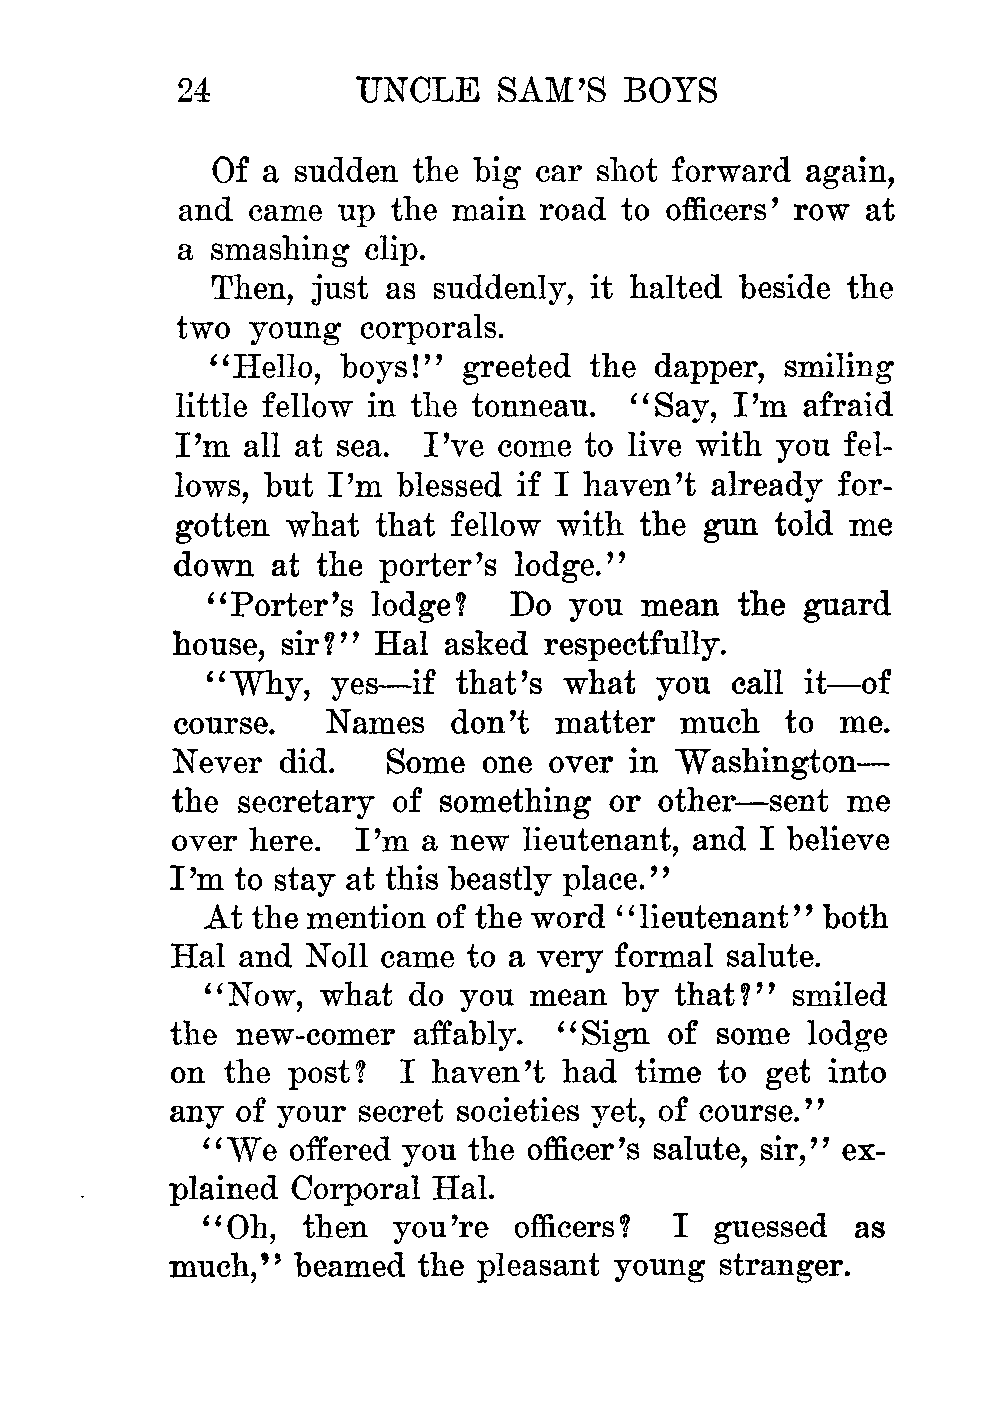 24 UNCLE SAM'S BOYS
Of a sudden the big car shot forward again,
and came up the main road to officers' row at
a smashing clip.
Then, just as suddenly, it halted beside the
two young corporals.
"Hello, boys!" greeted the dapper, smiling
little fellow in the tonneau. "Say, I'm afraid
I'm all at sea. I've come to live with you fel-
lows, but I'm blessed if I haven't already for-
gotten what that fellow with the gun told me
down at the porter's lodge."
"Porter's lodge? Do you mean the guard
house, sir?" Hal asked respectfully.
"Why, yes—if that's what you call it—of
course. Names don't matter much to me.
Never did. Some one over in Washington—
the secretary of something or other—sent me
over here. I'm a new lieutenant, and I believe
I'm to stay at this beastly place."
At the mention of the word "lieutenant" both
Hal and Noll came to a very formal salute.
"Now, what do you mean by that?" smiled
the new-comer affably. "Sign of some lodge
on the post? I haven't had time to get into
any of your secret societies yet, of course."
"We offered you the officer's salute, sir," ex-
plained Corporal Hal.
"Oh, then you're officers? I guessed as
much," beamed the pleasant young stranger.